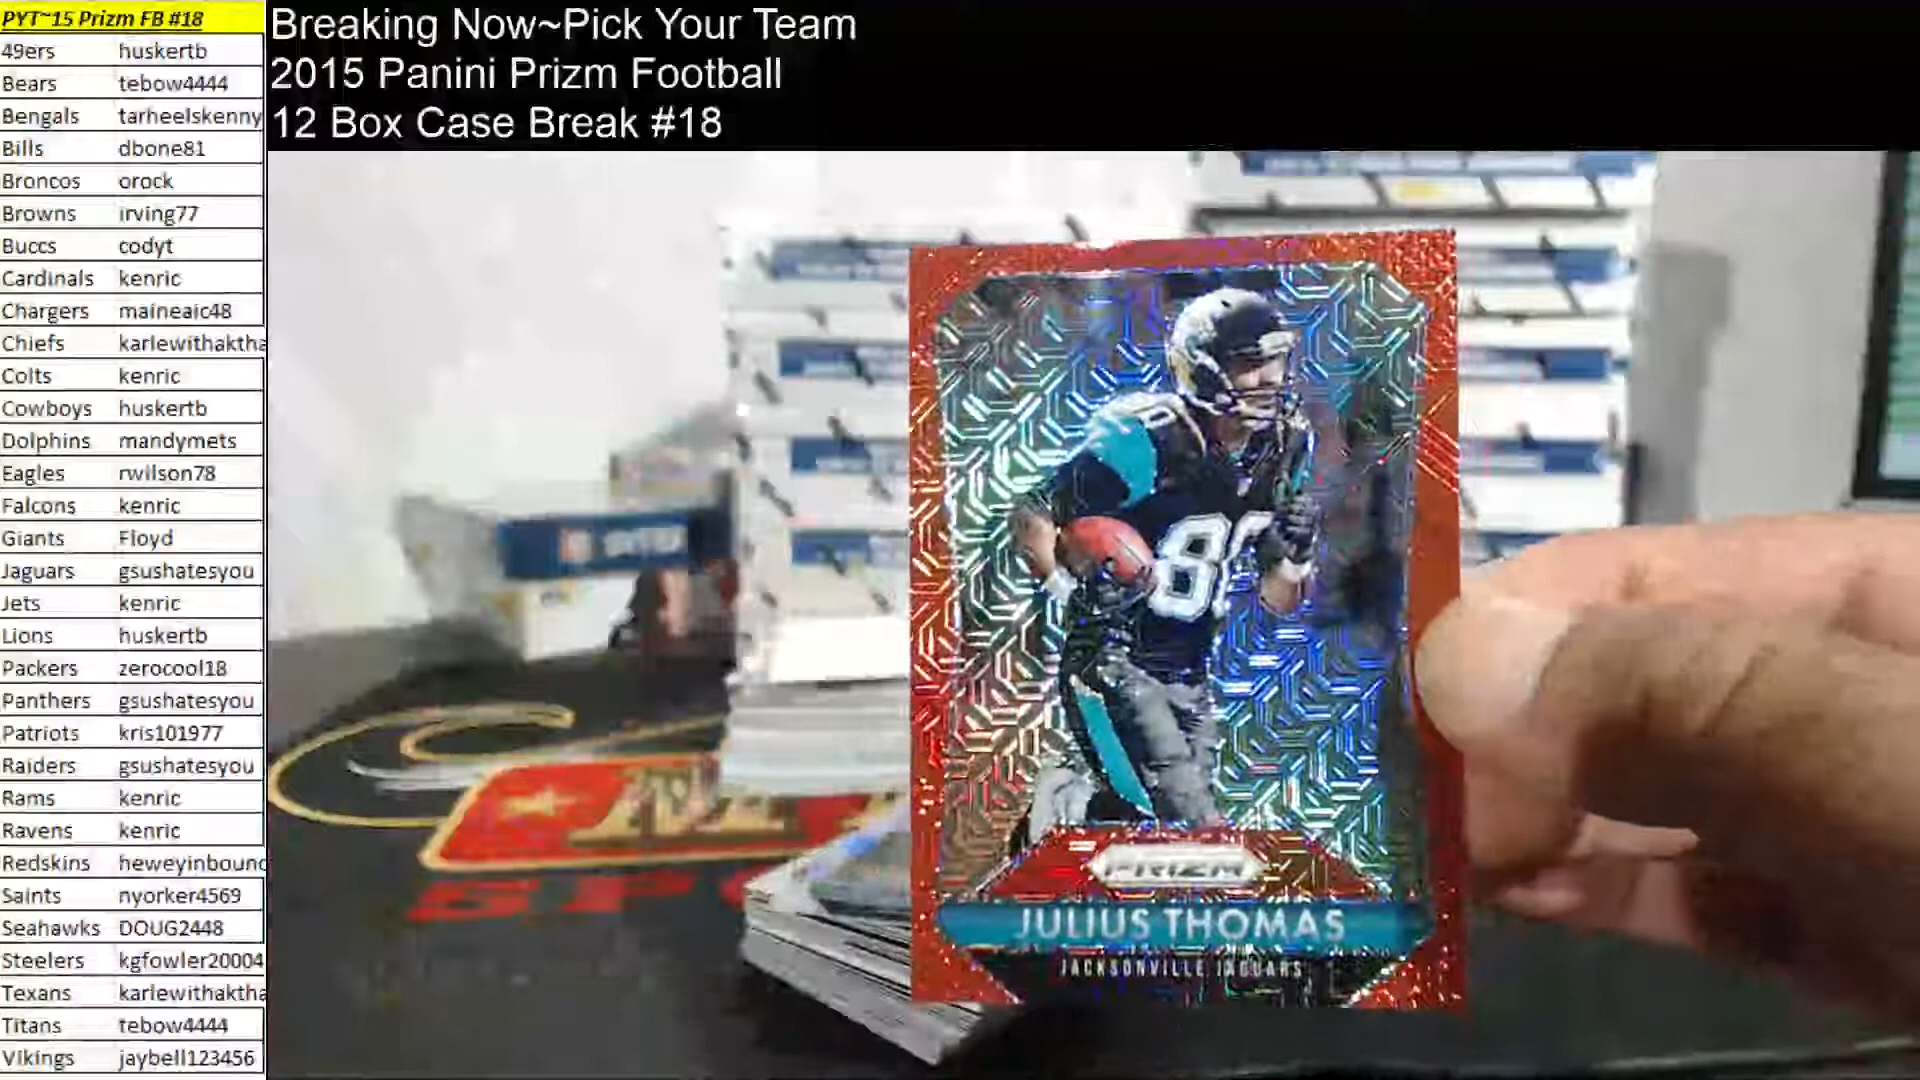 PYT~15 Prizm FB #18
49ers huskertb
Bears tebow4444
Bengals tarheelskenny
Bills dbone81
Broncos orock
Browns irving77
Buccs codyt
Cardinals kenric
Chargers maineaic48
Chiefs karlewithaktha
Colts kenric
Cowboys huskertb
Dolphins mandymets
Eagles rwilson78
Falcons kenric
Giants Floyd
Jaguars gsushatesyou
Jets kenric
Lions huskertb
Packers zerocool18
Panthers gsushatesyou
Patriots kris101977
Raiders gsushatesyou
Rams kenric
Ravens kenric
Redskins heweyinbound
Saints nyorker4569
Seahawks DOUG2448
Steelers kgfowler20004
Texans karlewithaktha
Titans tebow4444
Vikings jaybell123456
Breaking Now~Pick Your Team
2015 Panini Prizm Football
12 Box Case Break #18
80
PRIZM
JULIUS THOMAS
JACKSONVILLE JAGUARS